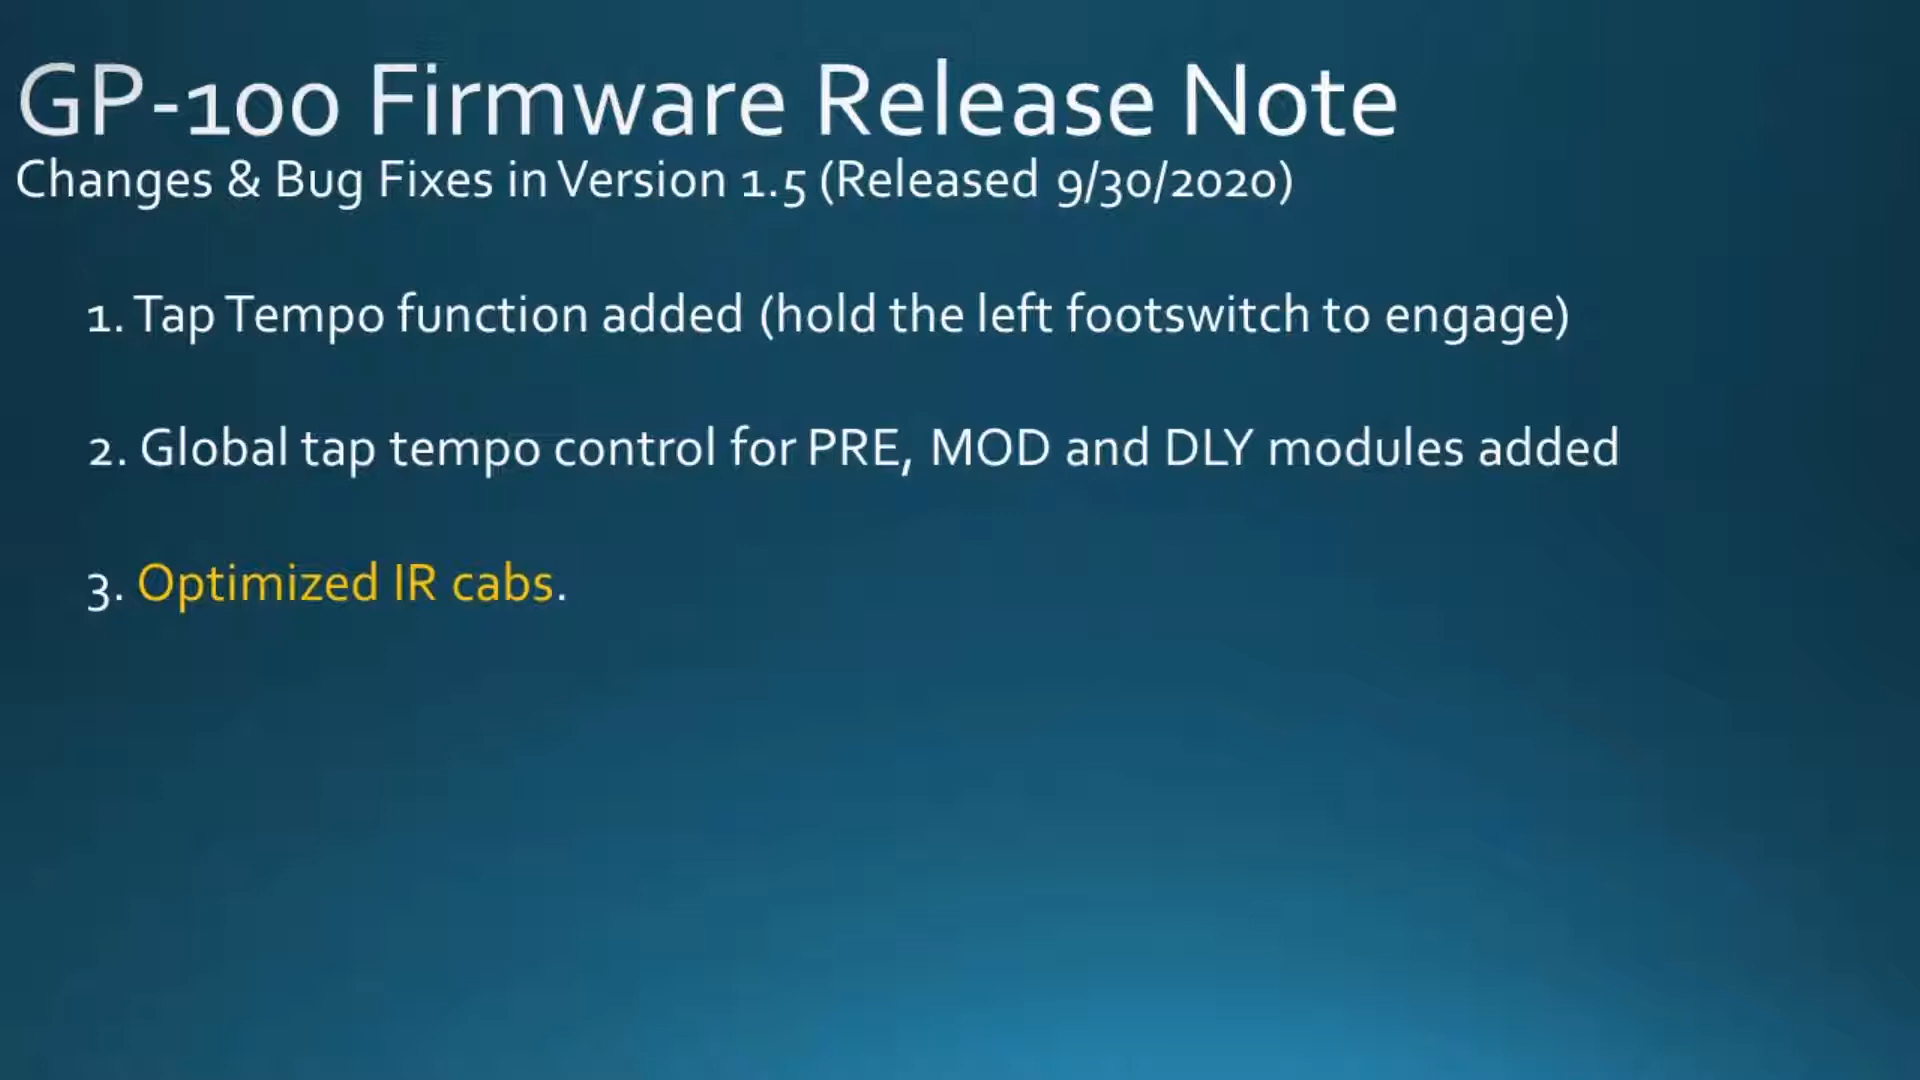 GP-100 Firmware Release Note
Changes & Bug Fixes in Version 1.5 (Released 9/30/2020)
1. Tap Tempo function added (hold the left footswitch to engage)
2. Global tap tempo control for PRE, MOD and DLY modules added
3. Optimized IR cabs.